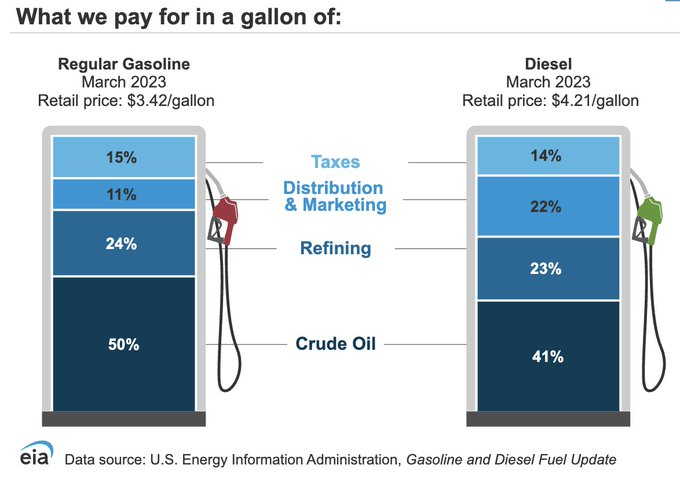 What we pay for in a gallon of:
Regular Gasoline
March 2023
Retail price: $3.42/gallon
Diesel
March 2023
Retail price: $4.21/gallon
15%
Taxes
14%
11%
Distribution
& Marketing
22%
24%
Refining
23%
50%
Crude Oil
41%
eia
Data source: U.S. Energy Information Administration, Gasoline and Diesel Fuel Update